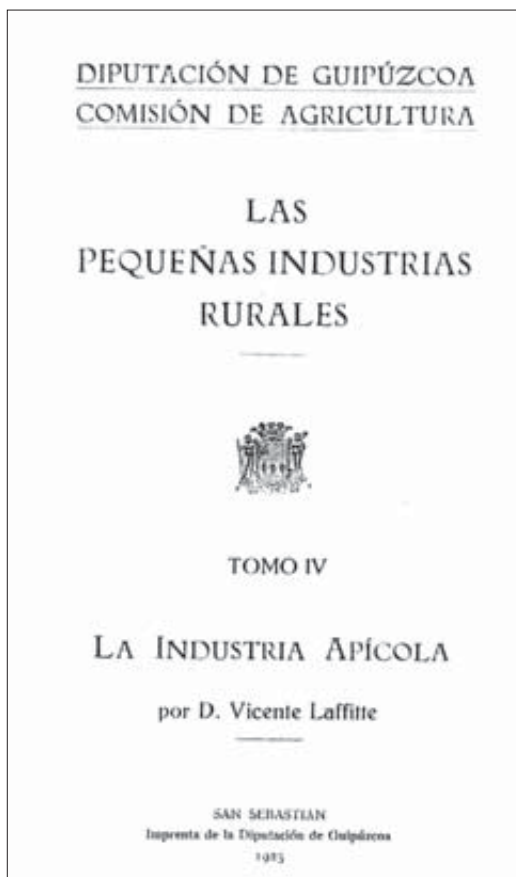 DIPUTACIÓN DE GUIPÚZCOA
COMISIÓN DE AGRICULTURA
LAS
PEQUEÑAS INDUSTRIAS
RURALES
TOMO IV
LA INDUSTRIA APÍCOLA
por D. Vicente Laffitte
SAN SEBASTIAN
Imprenta de la Diputación de Guipúzcoa
1925